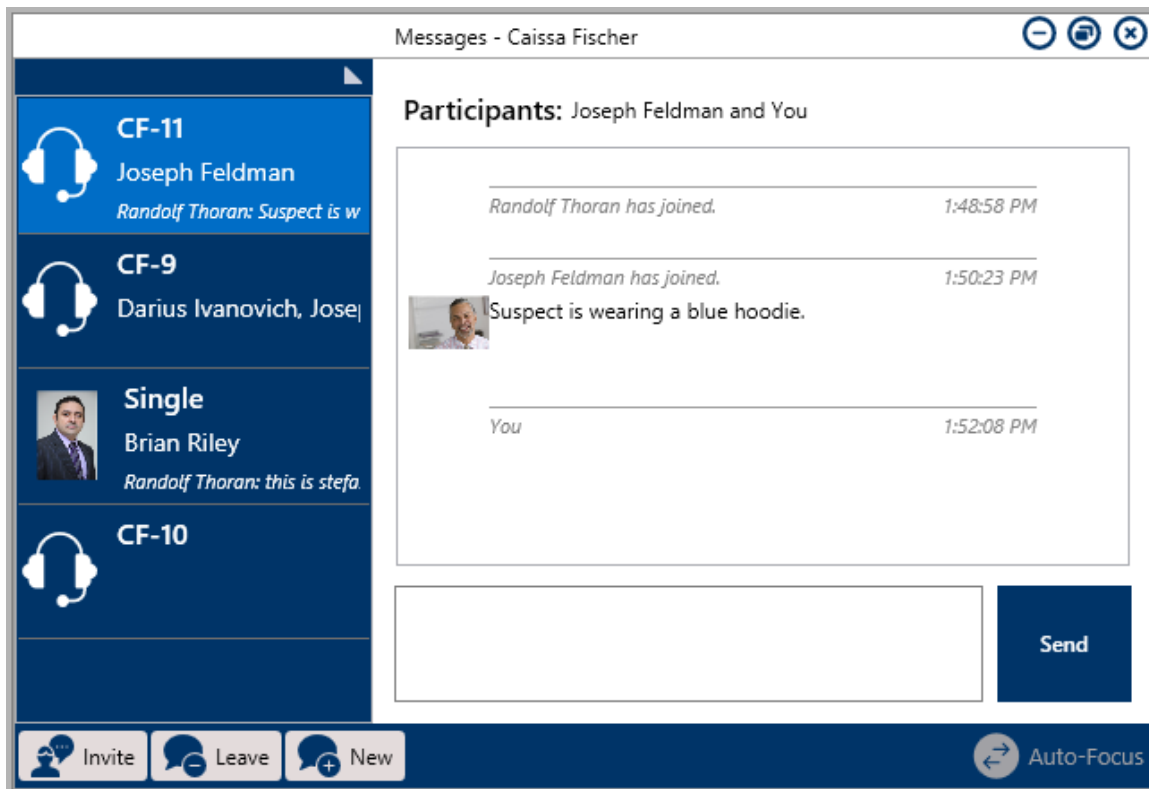 Messages - Caissa Fischer
CF-11
Joseph Feldman
Randolf Thoran: Suspect is w
CF-9
Darius Ivanovich, Josep
Single
Brian Riley
Randolf Thoran: this is stefa.
CF-10
Participants: Joseph Feldman and You
Randolf Thoran has joined. 1:48:58 PM
Joseph Feldman has joined. 1:50:23 PM
Suspect is wearing a blue hoodie.
You 1:52:08 PM
Send
Invite Leave New Auto-Focus